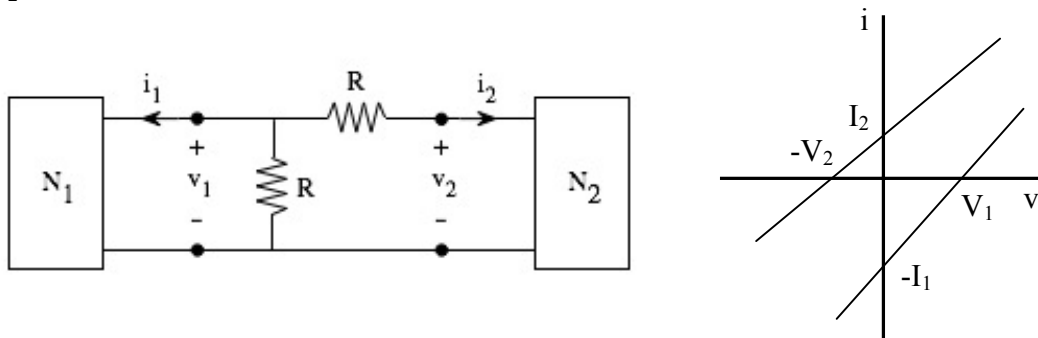 i₁
R
i₂
N₁
+
v₁
-
R
+
v₂
-
N₂
i
I₂
-V₂
V₁
v
-I₁